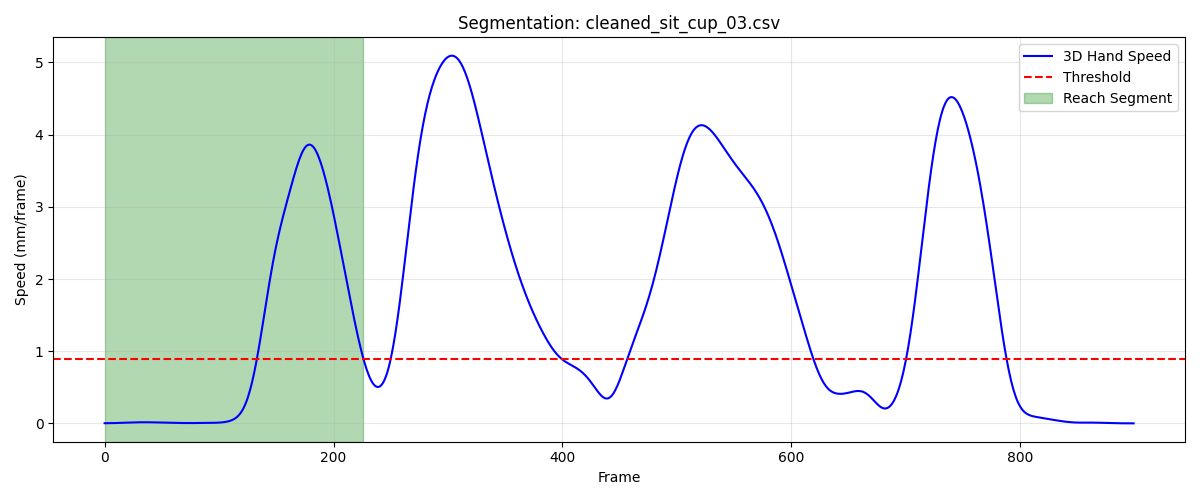 Segmentation: cleaned_sit_cup_03.csv
3D Hand Speed
Threshold
Reach Segment
Speed (mm/frame)
5
4
3
2
1
0
0 200 400 600 800
Frame